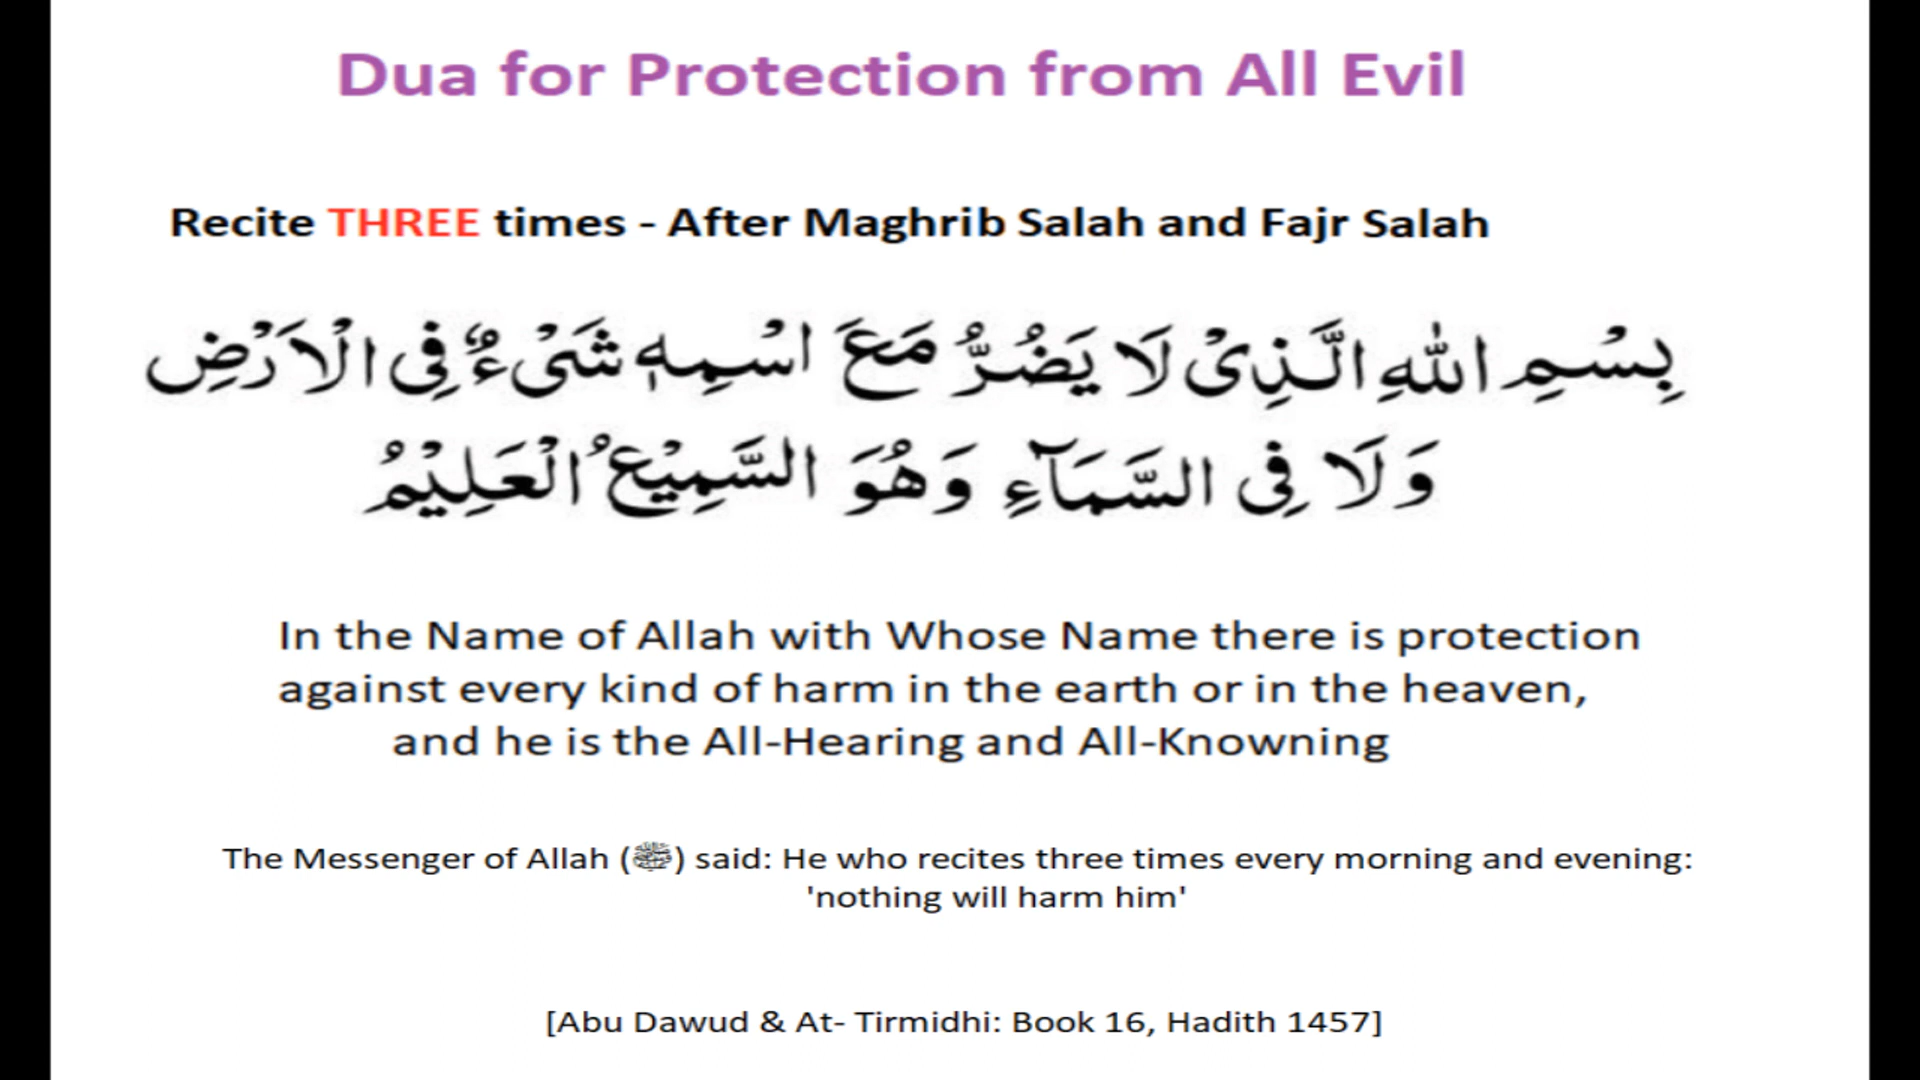 Dua for Protection from All Evil
Recite THREE times - After Maghrib Salah and Fajr Salah
بِسْمِ اللهِ الَّذِیْ لَا یَضُرُّ مَعَ اسْمِهٖ شَیْءٌ فِی الْاَرْضِ
وَلَا فِی السَّمَآءِ وَهُوَ السَّمِیْعُ الْعَلِیْمُ
In the Name of Allah with Whose Name there is protection
against every kind of harm in the earth or in the heaven,
and he is the All-Hearing and All-Knowning
The Messenger of Allah (ﷺ) said: He who recites three times every morning and evening:
'nothing will harm him'
[Abu Dawud & At- Tirmidhi: Book 16, Hadith 1457]